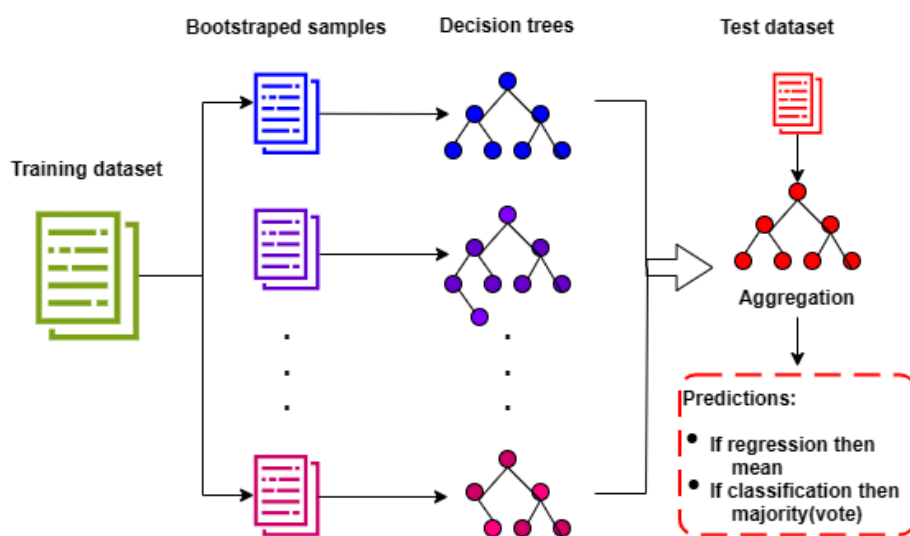 Bootstraped samples
Decision trees
Test dataset
Training dataset
Aggregation
Predictions:
• If regression then
mean
• If classification then
majority(vote)